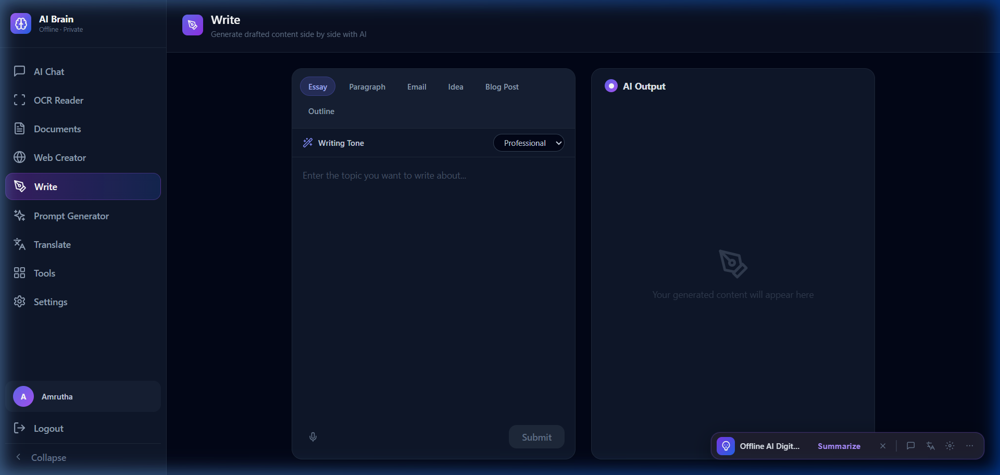 AI Brain
Offline · Private
AI Chat
OCR Reader
Documents
Web Creator
Write
Prompt Generator
Translate
Tools
Settings
A
Amrutha
Logout
Collapse
Write
Generate drafted content side by side with AI
Essay Paragraph Email Idea Blog Post
Outline
Writing Tone Professional
Enter the topic you want to write about...
Submit
AI Output
Your generated content will appear here
Offline AI Digit... Summarize